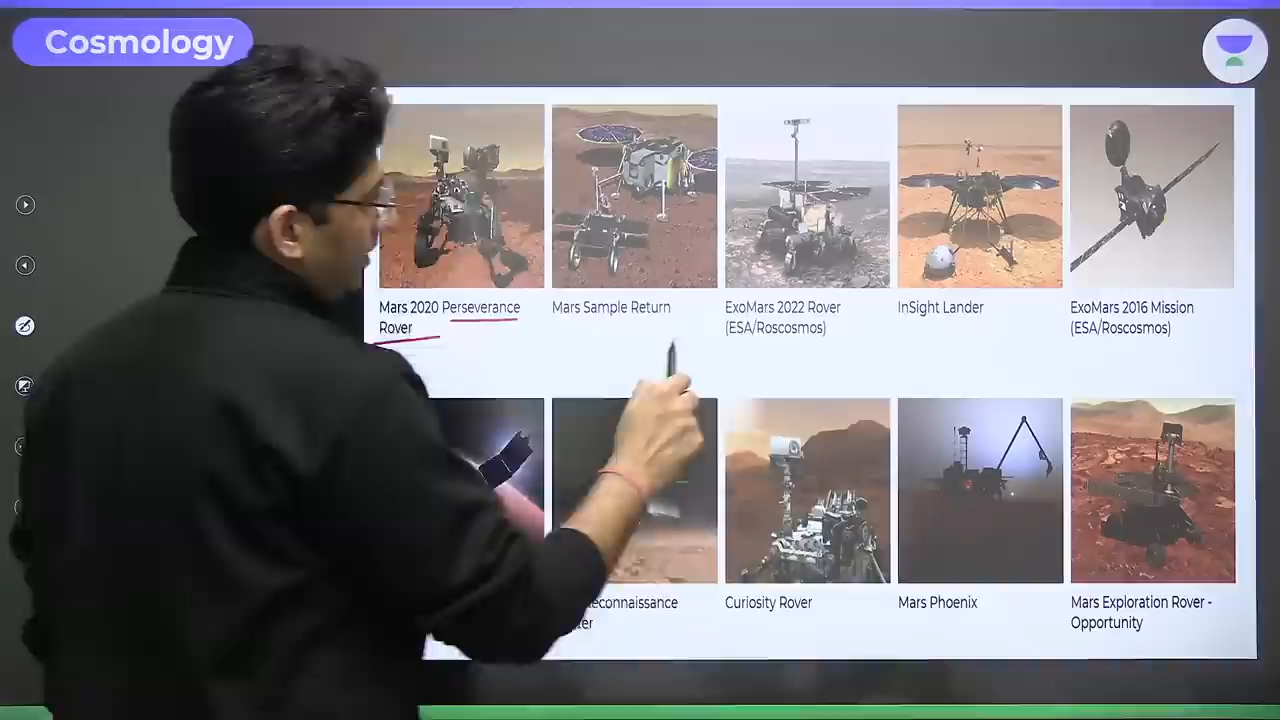 Cosmology
Mars 2020 Perseverance
Rover
Mars Sample Return
ExoMars 2022 Rover
(ESA/Roscosmos)
InSight Lander
ExoMars 2016 Mission
(ESA/Roscosmos)
Curiosity Rover
Mars Phoenix
Mars Exploration Rover -
Opportunity